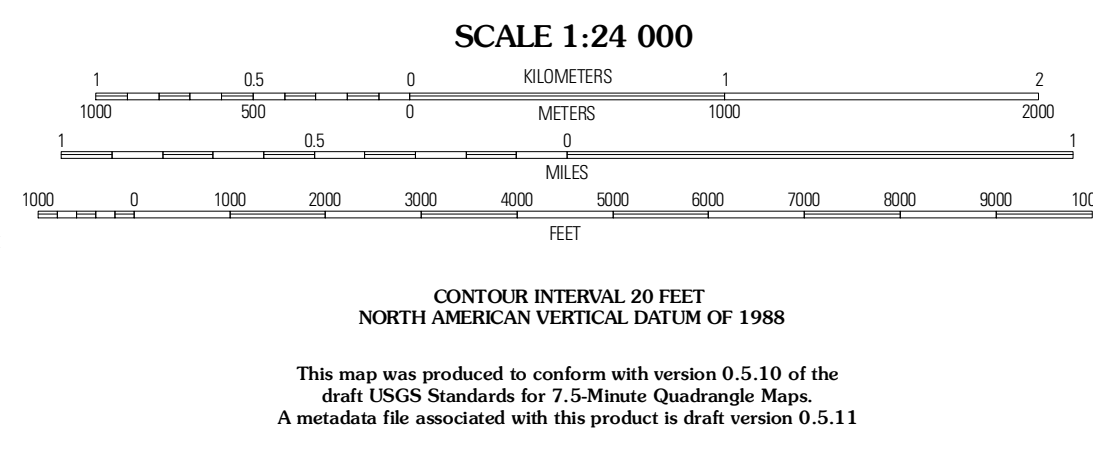 SCALE 1:24 000
1 0.5 0 KILOMETERS 1 2
1000 500 0 METERS 1000 2000
1 0.5 0 1
MILES
1000 0 1000 2000 3000 4000 5000 6000 7000 8000 9000 100
FEET
CONTOUR INTERVAL 20 FEET
NORTH AMERICAN VERTICAL DATUM OF 1988
This map was produced to conform with version 0.5.10 of the
draft USGS Standards for 7.5-Minute Quadrangle Maps.
A metadata file associated with this product is draft version 0.5.11